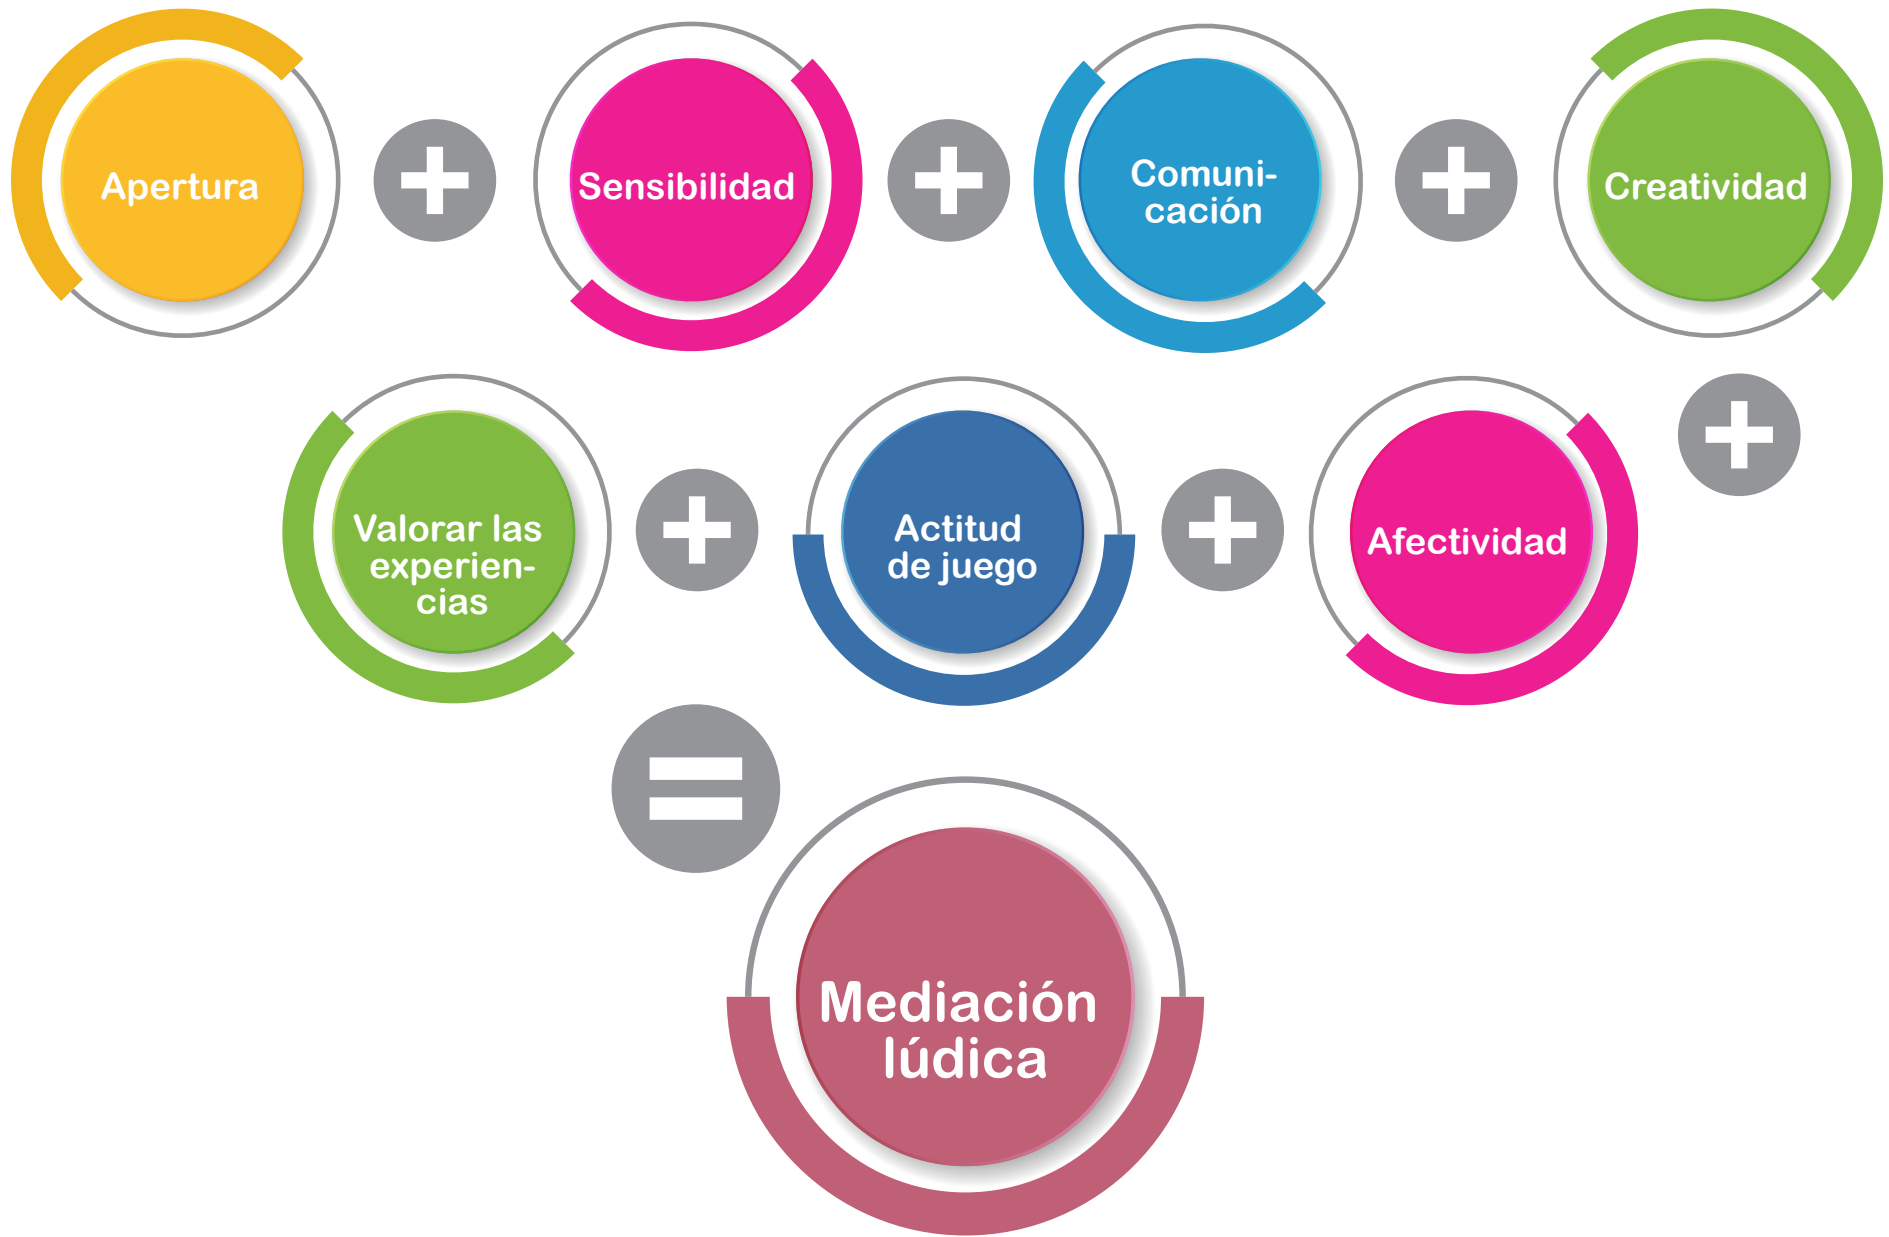 Apertura
Sensibilidad
Comuni-
cación
Creatividad
Valorar las
experien-
cias
Actitud
de juego
Afectividad
Mediación
lúdica